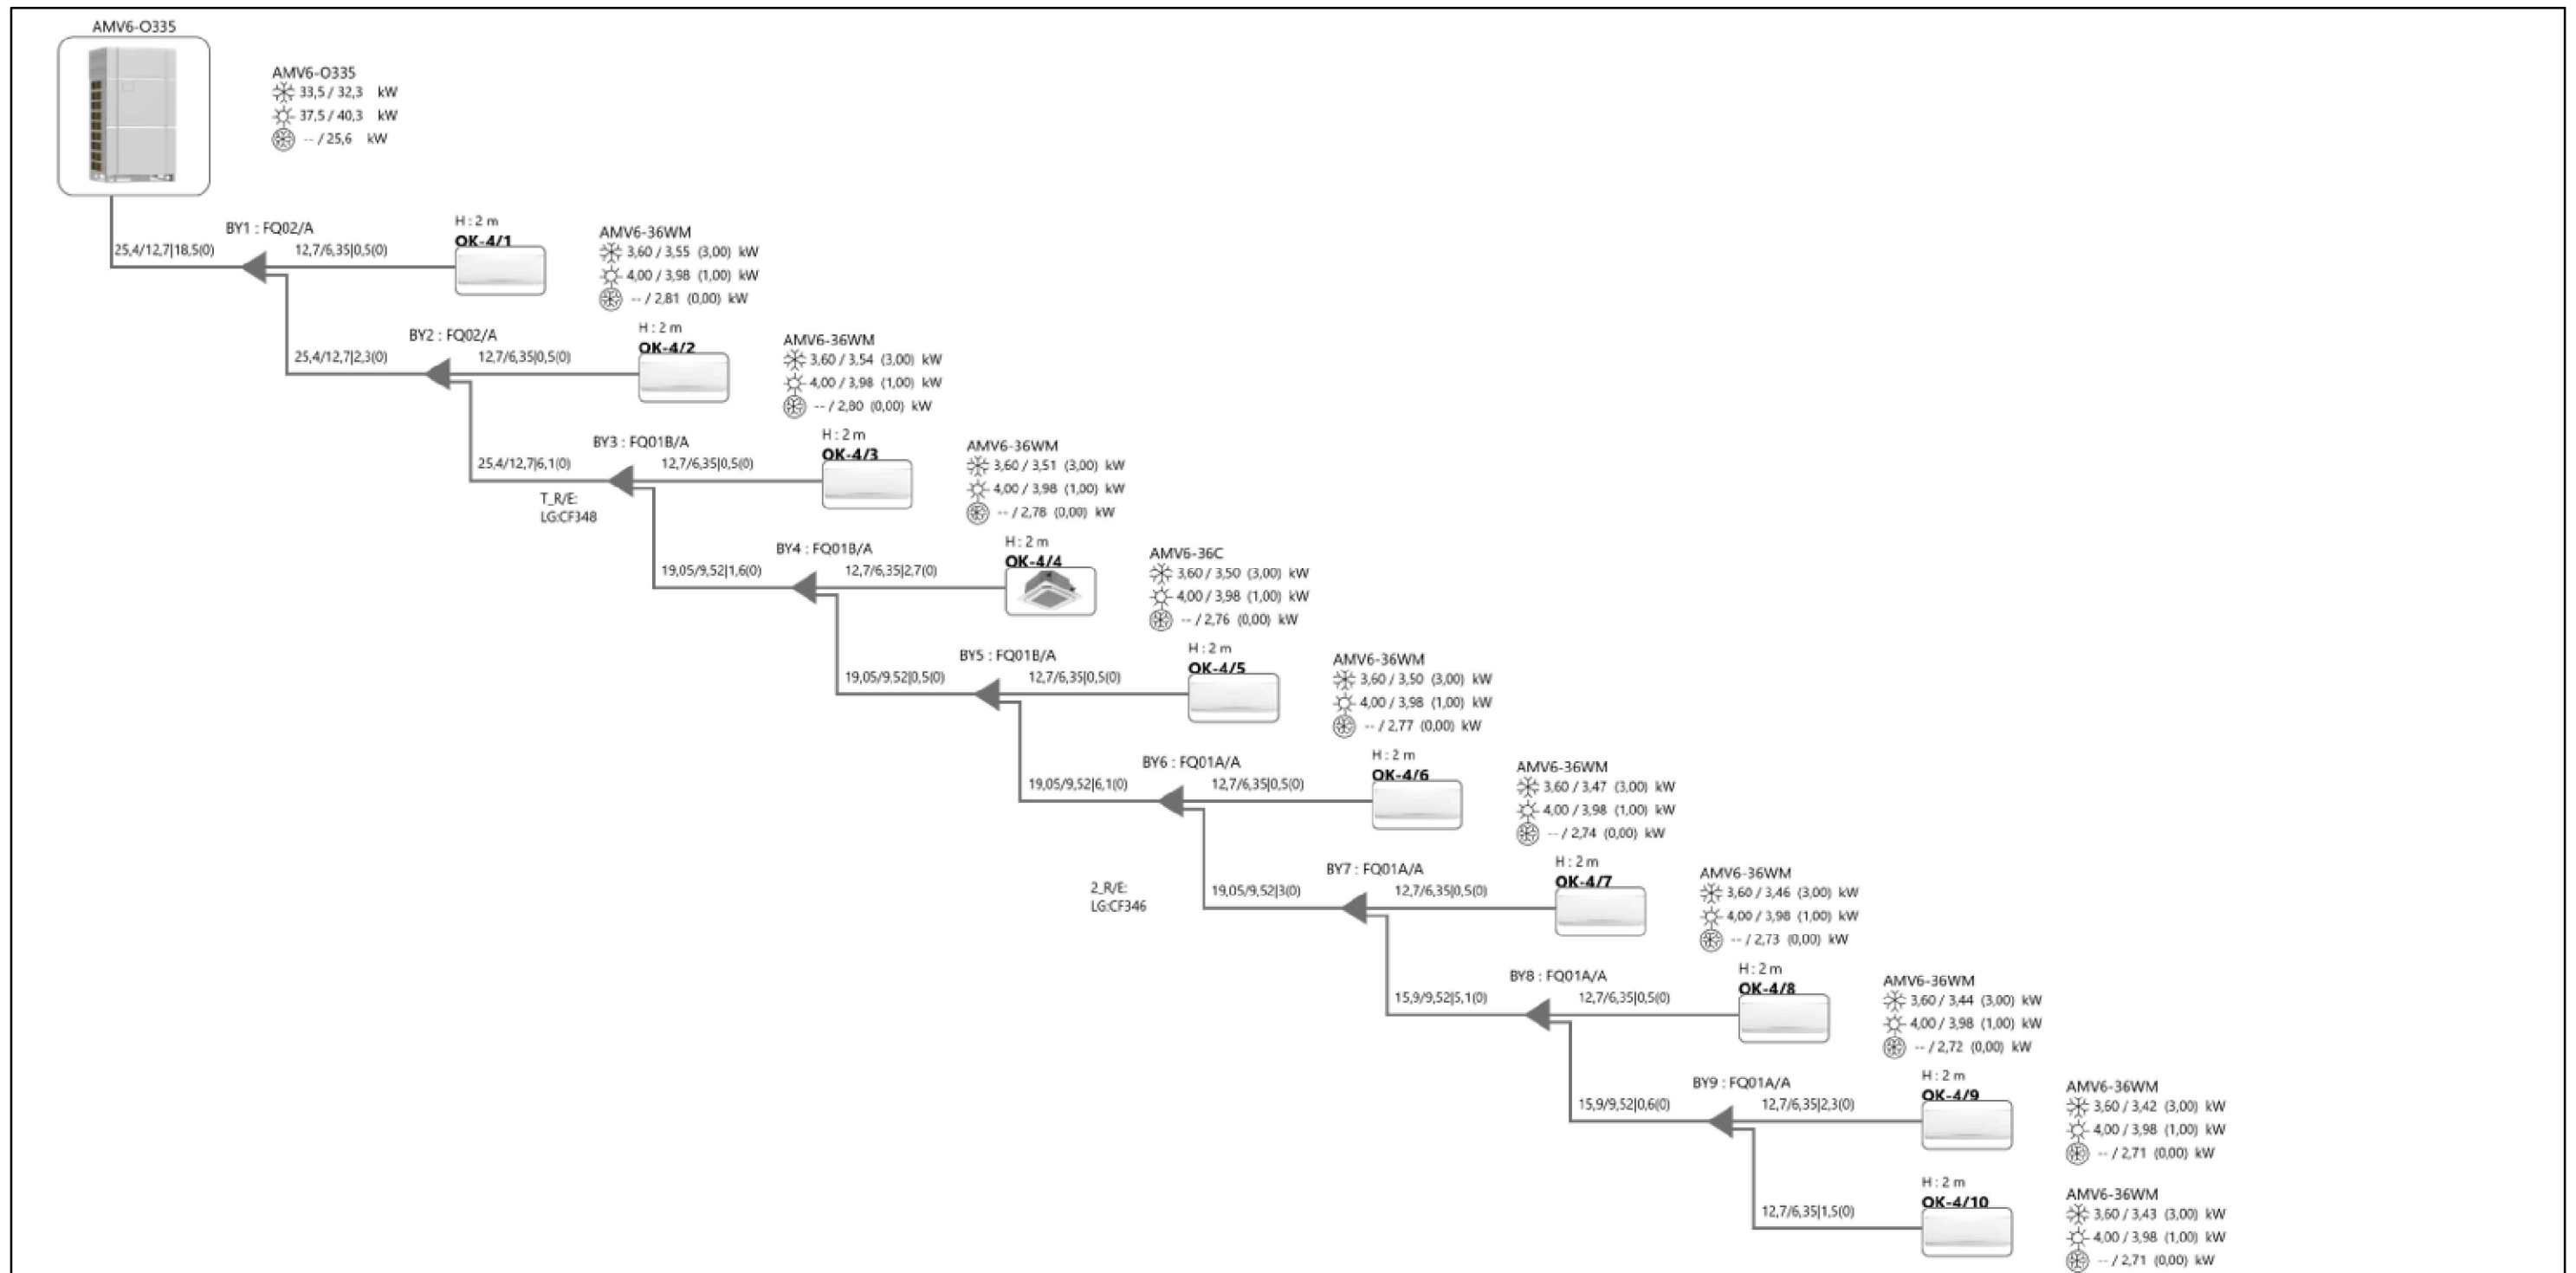 AMV6-O335
AMV6-O335
33,5 / 32,3 kW
37,5 / 40,3 kW
-- / 25,6 kW
BY1 : FQ02/A
25,4/12,7|18,5(0)
12,7/6,35|0,5(0)
H : 2 m
OK-4/1
AMV6-36WM
3,60 / 3,55 (3,00) kW
4,00 / 3,98 (1,00) kW
-- / 2,81 (0,00) kW
BY2 : FQ02/A
25,4/12,7|2,3(0)
12,7/6,35|0,5(0)
H : 2 m
OK-4/2
AMV6-36WM
3,60 / 3,54 (3,00) kW
4,00 / 3,98 (1,00) kW
-- / 2,80 (0,00) kW
BY3 : FQ01B/A
25,4/12,7|6,1(0)
12,7/6,35|0,5(0)
T_R/E:
LG:CF348
H : 2 m
OK-4/3
AMV6-36WM
3,60 / 3,51 (3,00) kW
4,00 / 3,98 (1,00) kW
-- / 2,78 (0,00) kW
BY4 : FQ01B/A
19,05/9,52|1,6(0)
12,7/6,35|2,7(0)
H : 2 m
OK-4/4
AMV6-36C
3,60 / 3,50 (3,00) kW
4,00 / 3,98 (1,00) kW
-- / 2,76 (0,00) kW
BY5 : FQ01B/A
19,05/9,52|0,5(0)
12,7/6,35|0,5(0)
H : 2 m
OK-4/5
AMV6-36WM
3,60 / 3,50 (3,00) kW
4,00 / 3,98 (1,00) kW
-- / 2,77 (0,00) kW
BY6 : FQ01A/A
19,05/9,52|6,1(0)
12,7/6,35|0,5(0)
H : 2 m
OK-4/6
AMV6-36WM
3,60 / 3,47 (3,00) kW
4,00 / 3,98 (1,00) kW
-- / 2,74 (0,00) kW
2_R/E:
LG:CF346
BY7 : FQ01A/A
19,05/9,52|3(0)
12,7/6,35|0,5(0)
H : 2 m
OK-4/7
AMV6-36WM
3,60 / 3,46 (3,00) kW
4,00 / 3,98 (1,00) kW
-- / 2,73 (0,00) kW
BY8 : FQ01A/A
15,9/9,52|5,1(0)
12,7/6,35|0,5(0)
H : 2 m
OK-4/8
AMV6-36WM
3,60 / 3,44 (3,00) kW
4,00 / 3,98 (1,00) kW
-- / 2,72 (0,00) kW
BY9 : FQ01A/A
15,9/9,52|0,6(0)
12,7/6,35|2,3(0)
H : 2 m
OK-4/9
AMV6-36WM
3,60 / 3,42 (3,00) kW
4,00 / 3,98 (1,00) kW
-- / 2,71 (0,00) kW
12,7/6,35|1,5(0)
H : 2 m
OK-4/10
AMV6-36WM
3,60 / 3,43 (3,00) kW
4,00 / 3,98 (1,00) kW
-- / 2,71 (0,00) kW